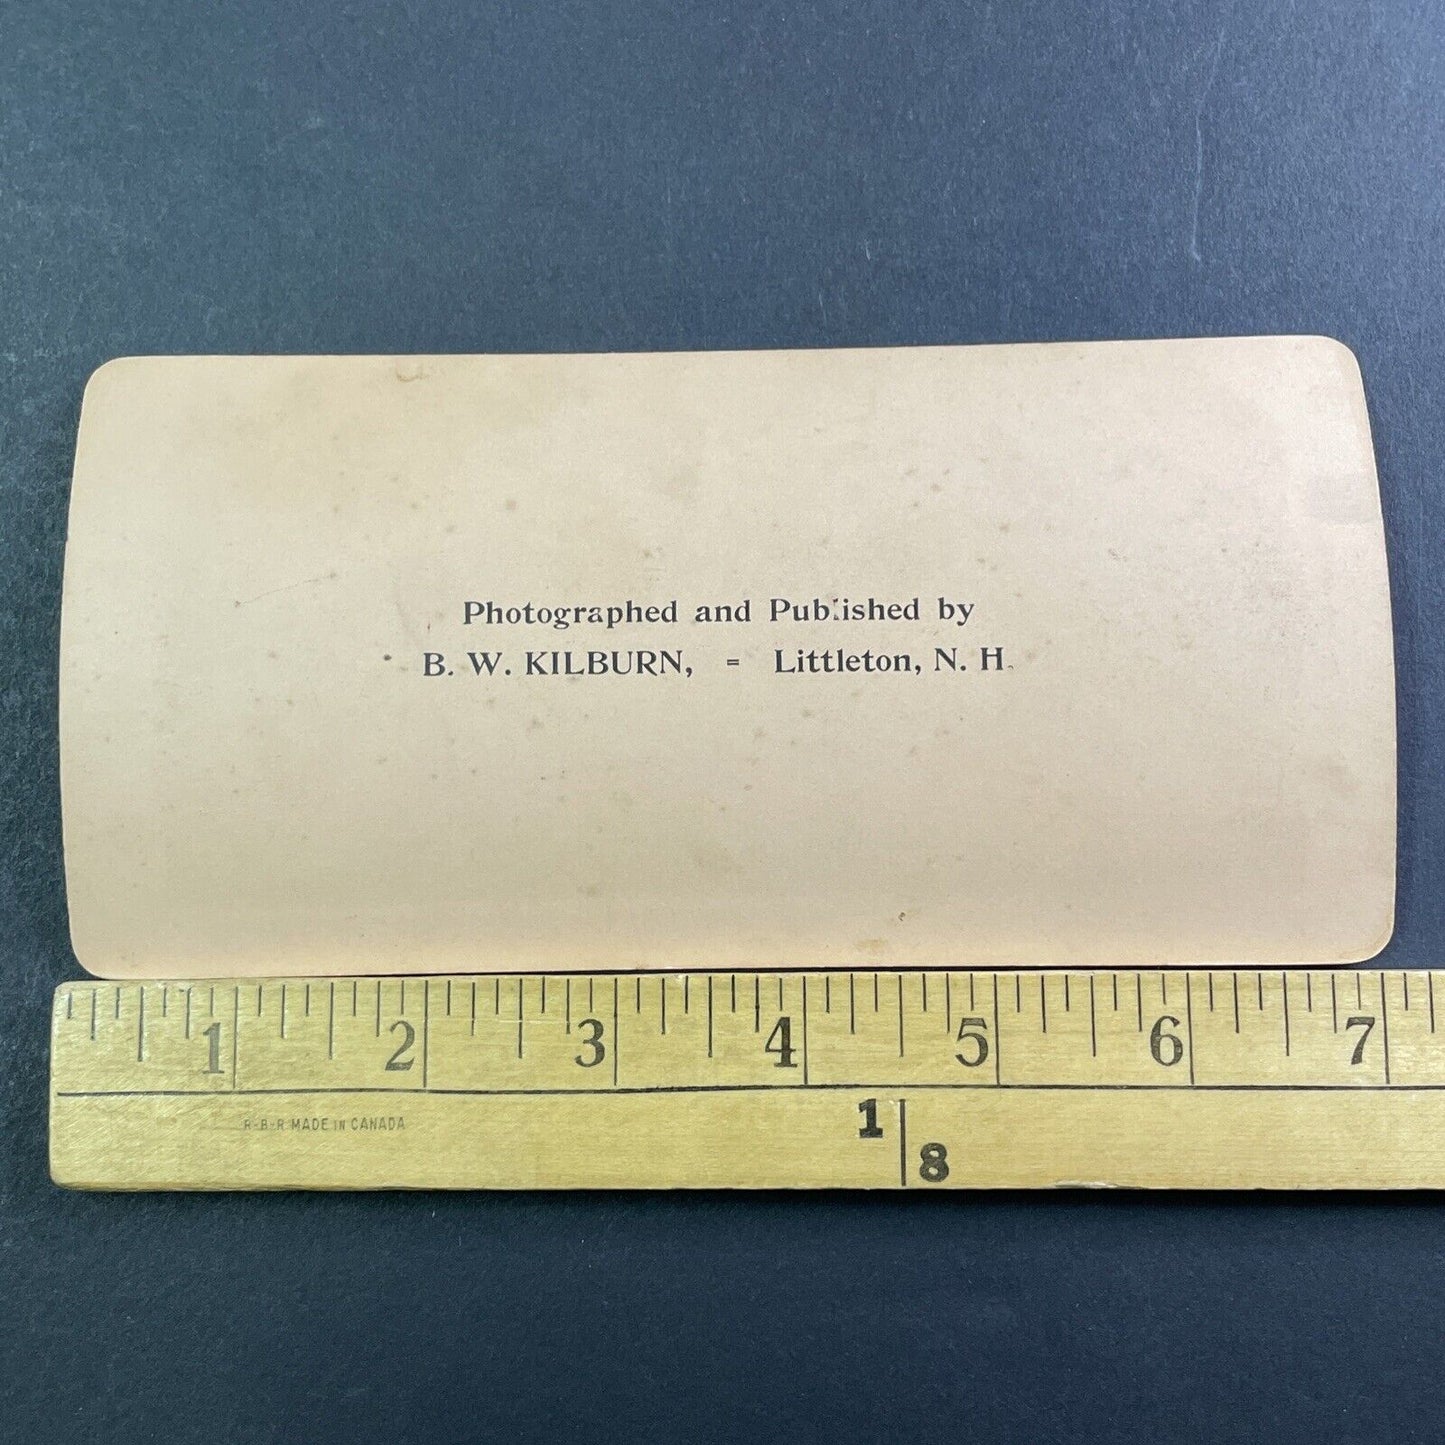 Photographed and Published by
B. W. KILBURN, = Littleton, N. H.
1 2 3 4 5 6 7
R-B-R MADE IN CANADA
1
8